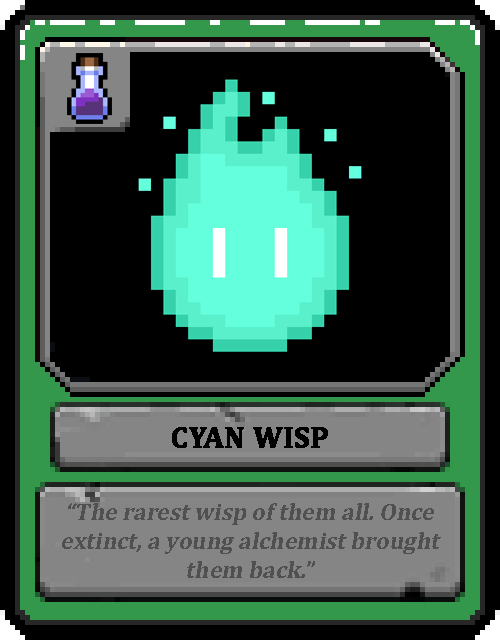 CYAN WISP
“The rarest wisp of them all. Once
extinct, a young alchemist brought
them back.”